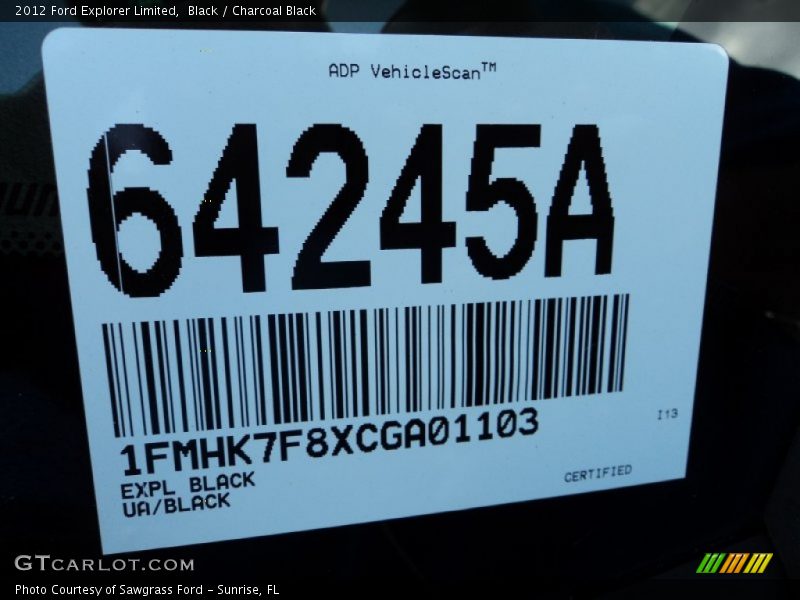 2012 Ford Explorer Limited,  Black / Charcoal Black
ADP VehicleScan™
64245A
1FMHK7F8XCGA01103
I13
EXPL BLACK
UA/BLACK
CERTIFIED
GTCARLOT.COM
Photo Courtesy of Sawgrass Ford – Sunrise, FL